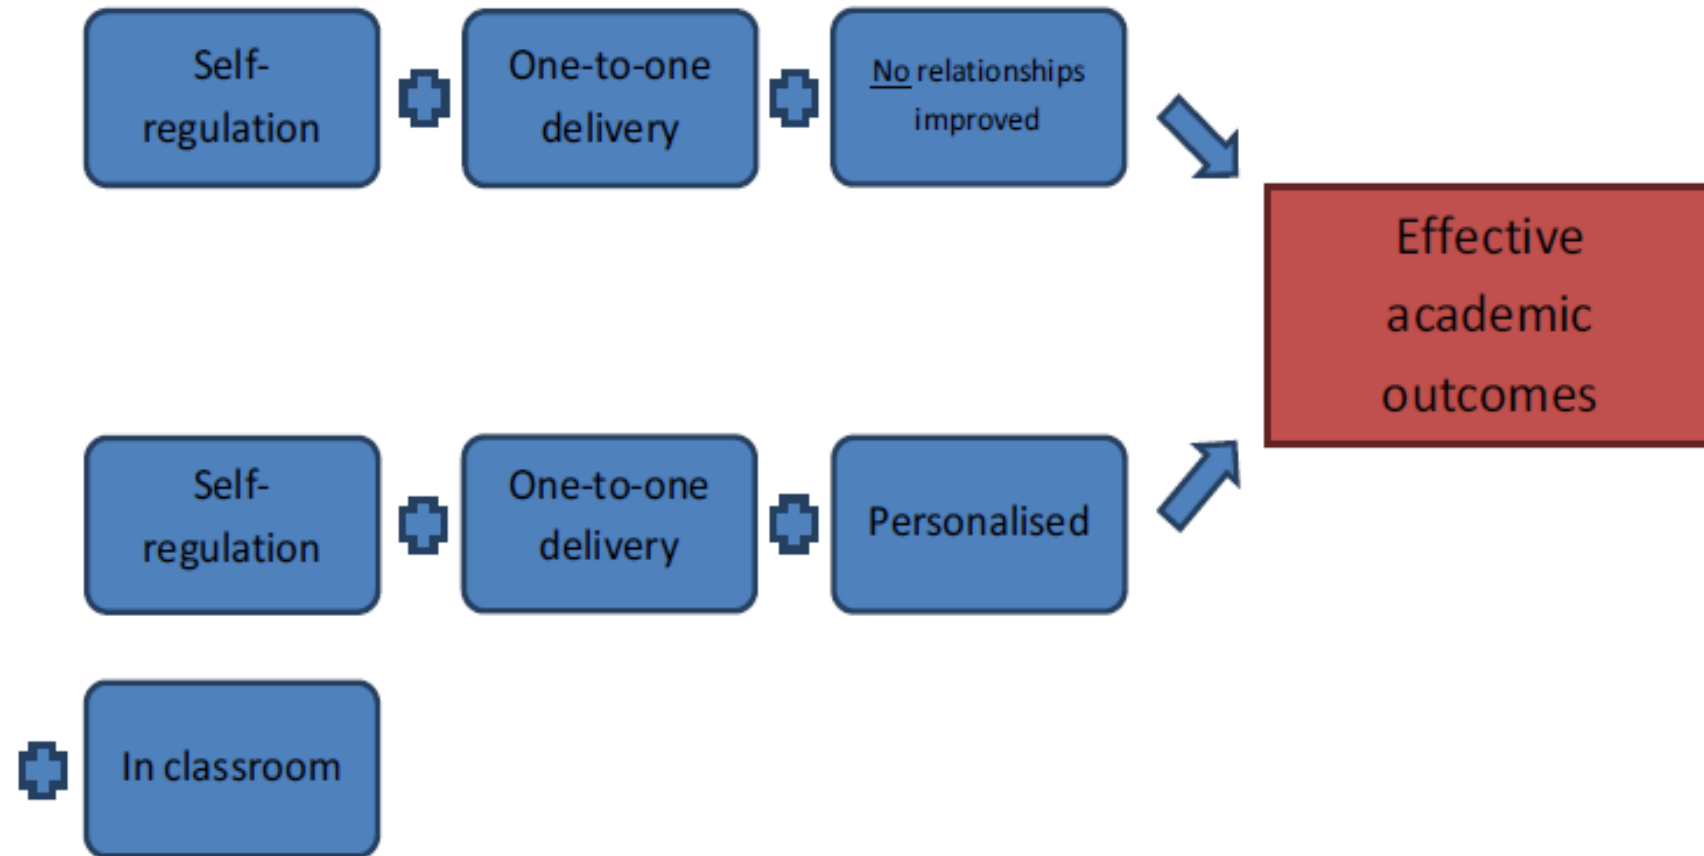 Self-
regulation
One-to-one
delivery
No relationships
improved
Effective
academic
outcomes
Self-
regulation
One-to-one
delivery
Personalised
In classroom